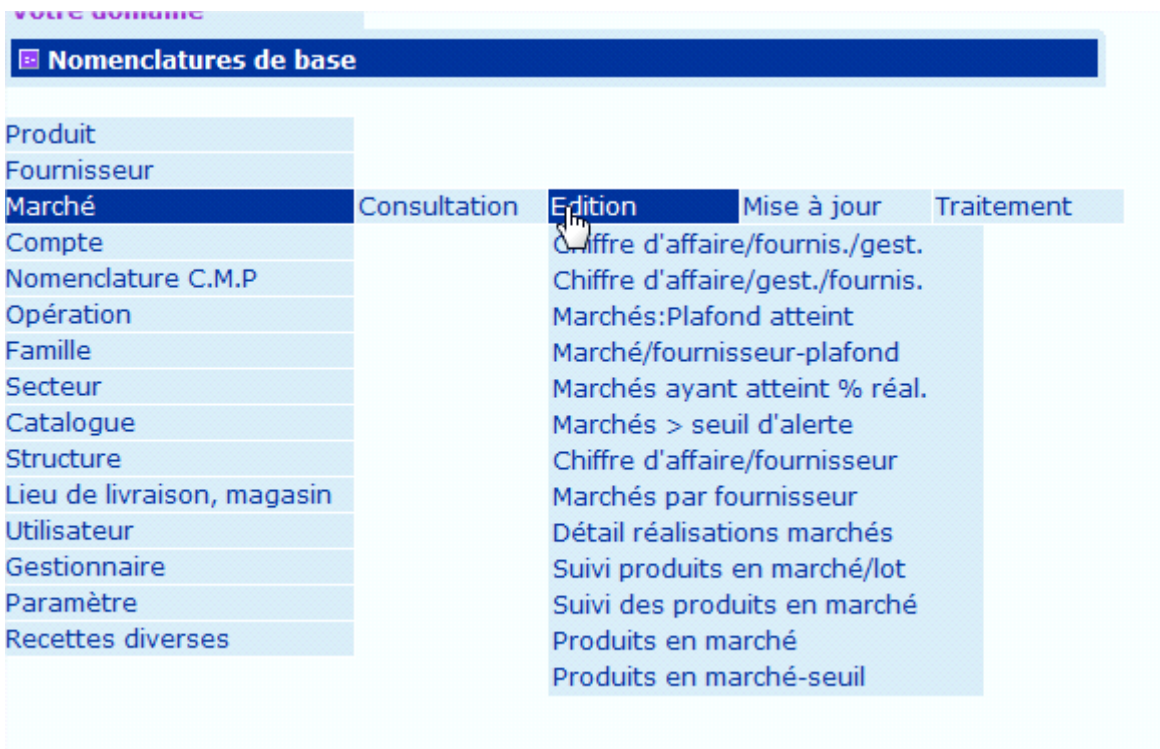 Votre domaine
Nomenclatures de base
Produit
Fournisseur
Marché Consultation Edition Mise à jour Traitement
Compte Chiffre d'affaire/fournis./gest.
Nomenclature C.M.P Chiffre d'affaire/gest./fournis.
Opération Marchés:Plafond atteint
Famille Marché/fournisseur-plafond
Secteur Marchés ayant atteint % réal.
Catalogue Marchés > seuil d'alerte
Structure Chiffre d'affaire/fournisseur
Lieu de livraison, magasin Marchés par fournisseur
Utilisateur Détail réalisations marchés
Gestionnaire Suivi produits en marché/lot
Paramètre Suivi des produits en marché
Recettes diverses Produits en marché
Produits en marché-seuil